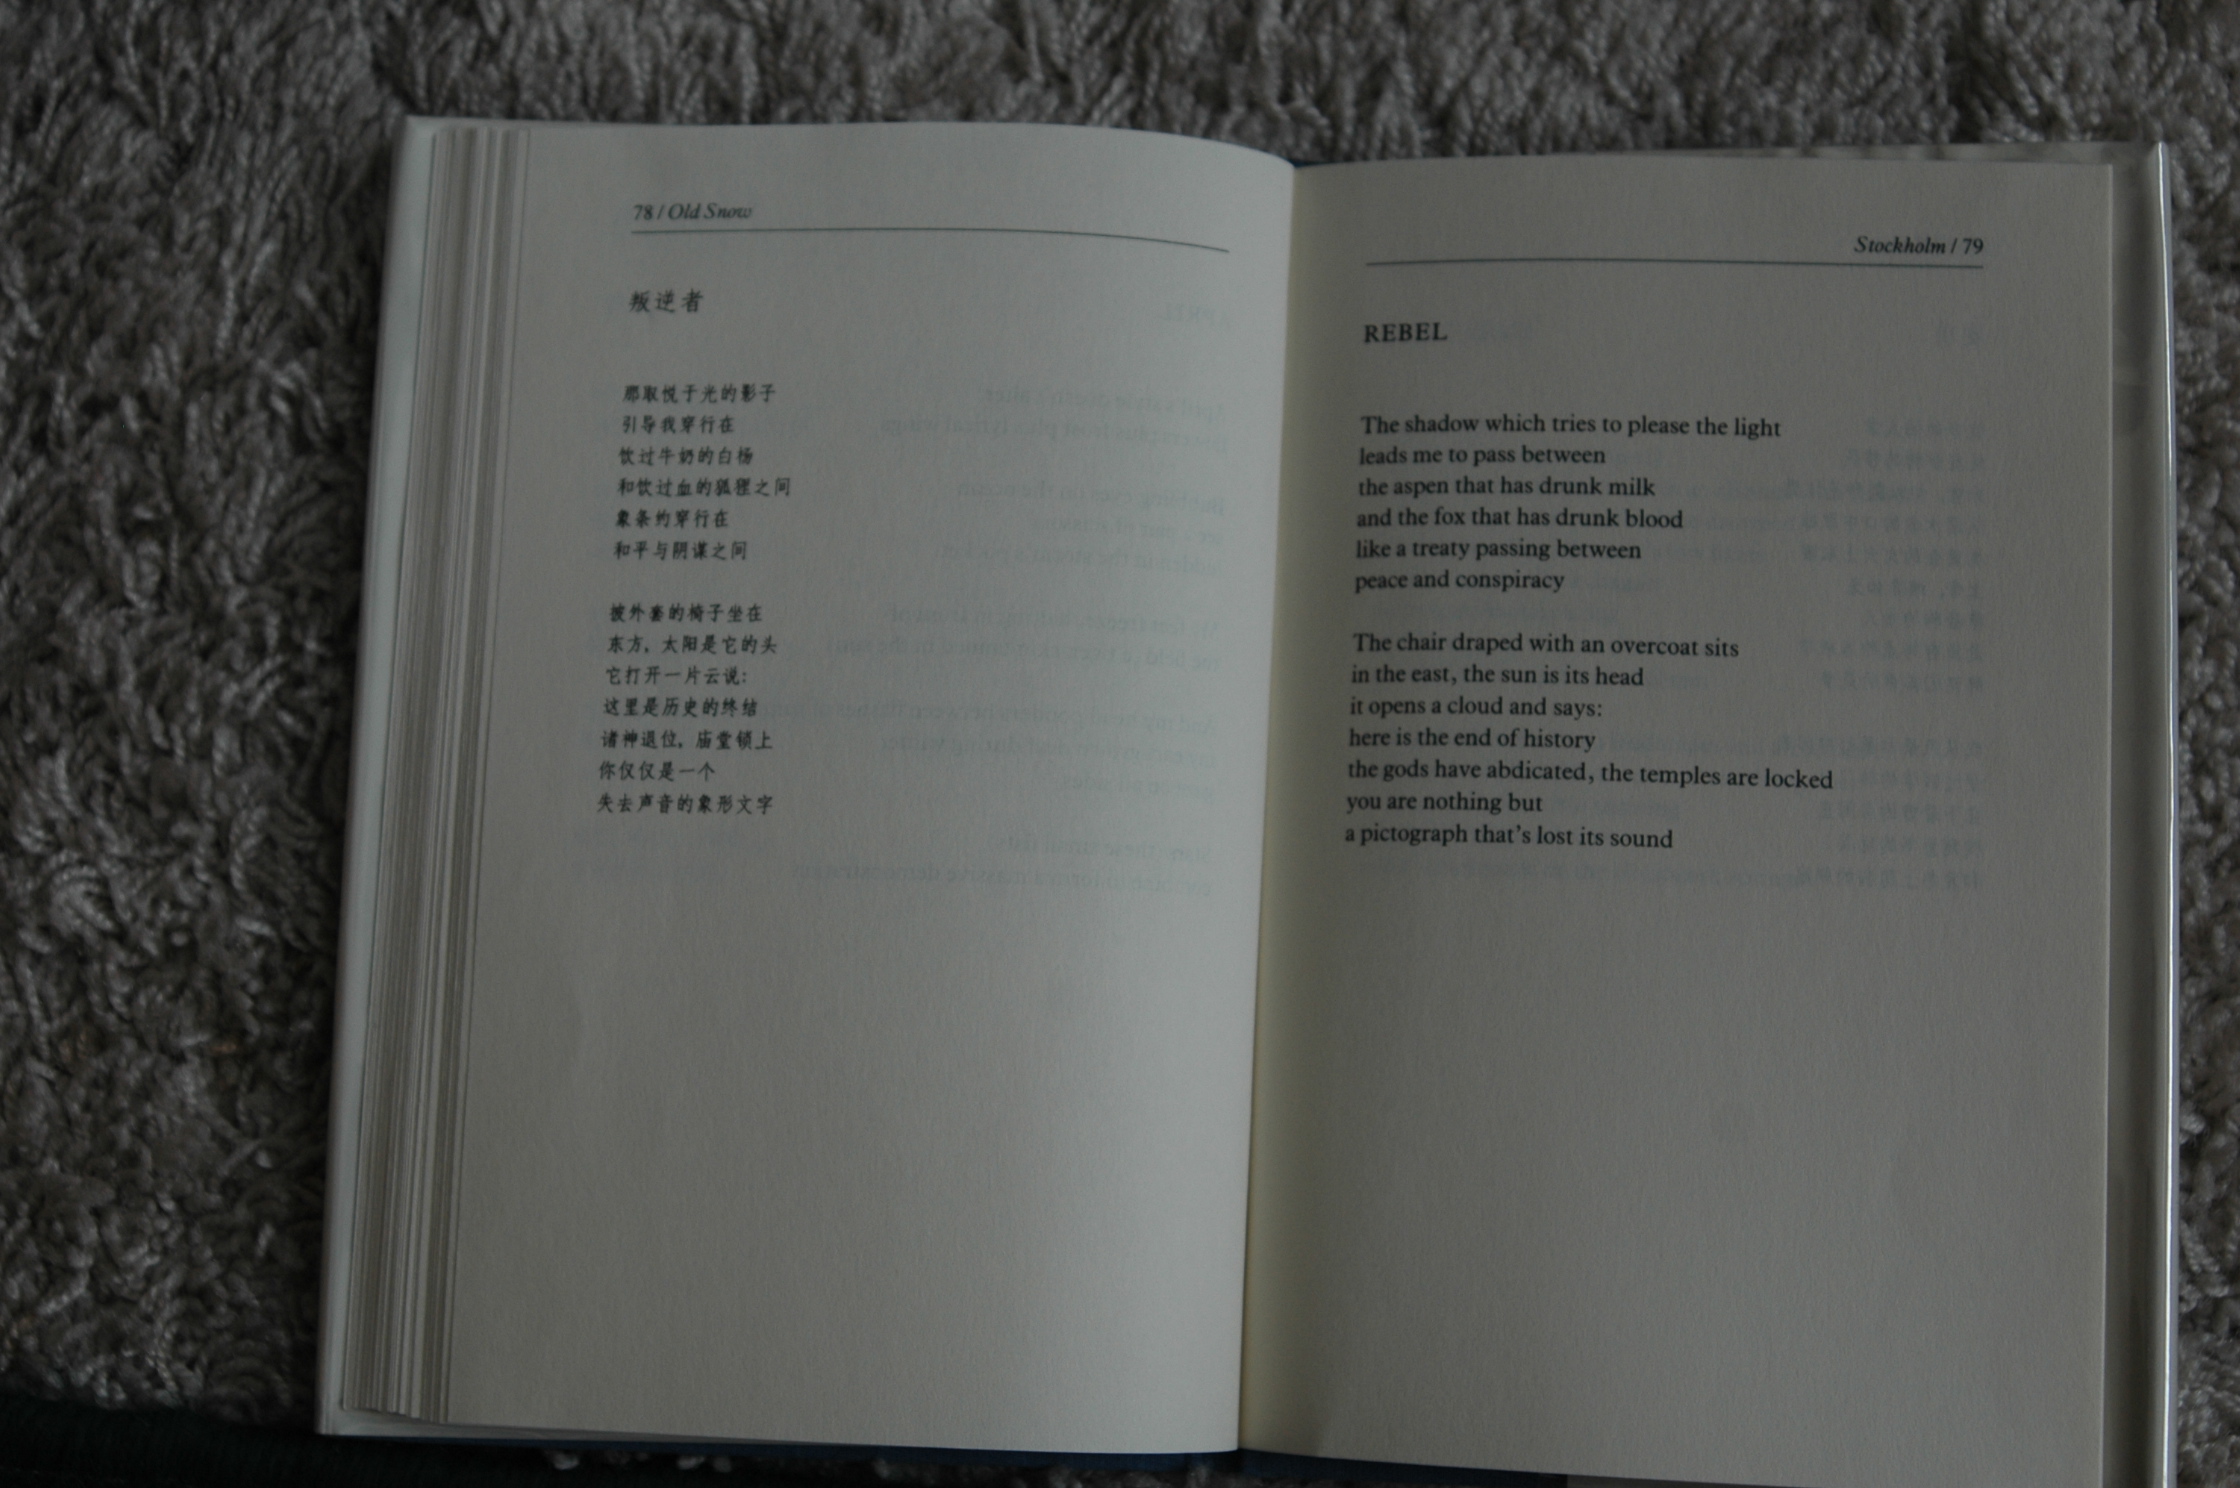 78 / Old Snow
叛逆者
那取悦于光的影子
引导我穿行在
饮过牛奶的白杨
和饮过血的狐狸之间
象条约穿行在
和平与阴谋之间
披外套的椅子坐在
东方，太阳是它的头
它打开一片云说：
这里是历史的终结
诸神退位，庙堂锁上
你仅仅是一个
失去声音的象形文字
Stockholm / 79
REBEL
The shadow which tries to please the light
leads me to pass between
the aspen that has drunk milk
and the fox that has drunk blood
like a treaty passing between
peace and conspiracy
The chair draped with an overcoat sits
in the east, the sun is its head
it opens a cloud and says:
here is the end of history
the gods have abdicated, the temples are locked
you are nothing but
a pictograph that's lost its sound